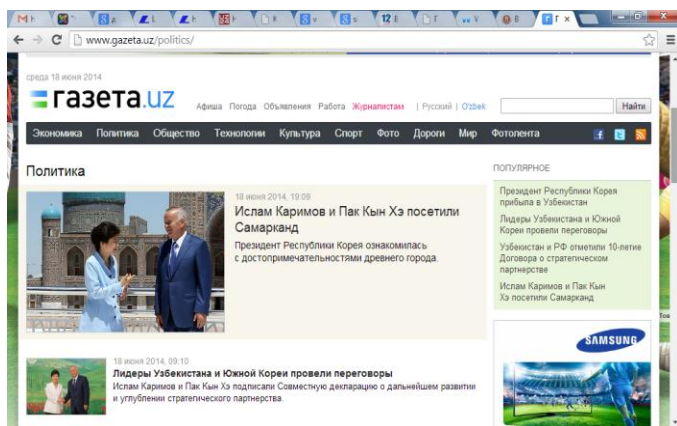 www.gazeta.uz/politics/
среда 18 июня 2014
газета.uz
Афиша Погода Объявления Работа Журналистам | Русский | O'zbek
Найти
Экономика Политика Общество Технологии Культура Спорт Фото Дороги Мир Фотолента
Политика
18 июня 2014, 19:09
Ислам Каримов и Пак Кын Хэ посетили
Самарканд
Президент Республики Корея ознакомилась
с достопримечательностями древнего города.
18 июня 2014, 09:10
Лидеры Узбекистана и Южной Кореи провели переговоры
Ислам Каримов и Пак Кын Хэ подписали Совместную декларацию о дальнейшем развитии
и углублении стратегического партнерства.
ПОПУЛЯРНОЕ
Президент Республики Корея
прибыла в Узбекистан
Лидеры Узбекистана и Южной
Кореи провели переговоры
Узбекистан и РФ отметили 10-летие
Договора о стратегическом
партнерстве
Ислам Каримов и Пак Кын
Хэ посетили Самарканд
SAMSUNG